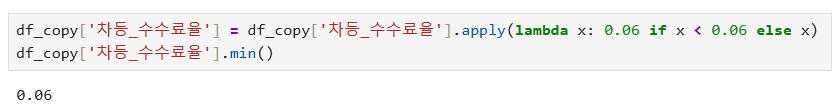 df_copy['차등_수수료율'] = df_copy['차등_수수료율'].apply(lambda x: 0.06 if x < 0.06 else x)
df_copy['차등_수수료율'].min()
0.06